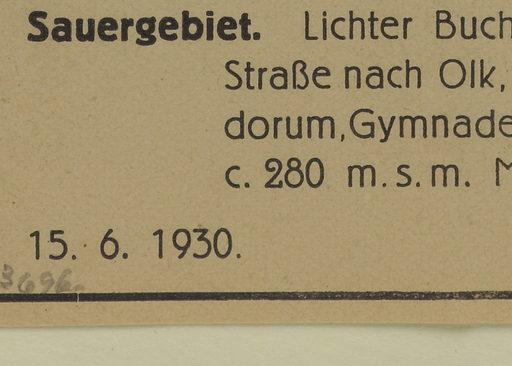 Sauergebiet. Lichter Buch
Straße nach Olk,
dorum, Gymnade
c. 280 m.s.m. M
15. 6. 1930.
3696.